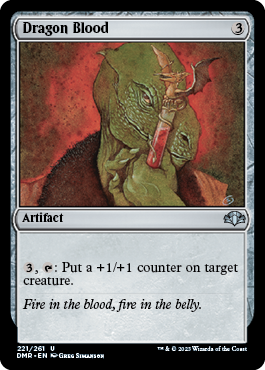 Dragon Blood 3
Artifact
3, : Put a +1/+1 counter on target
creature.
Fire in the blood, fire in the belly.
221/261 U
DMR • EN Greg Simanson
™ & © 2023 Wizards of the Coast